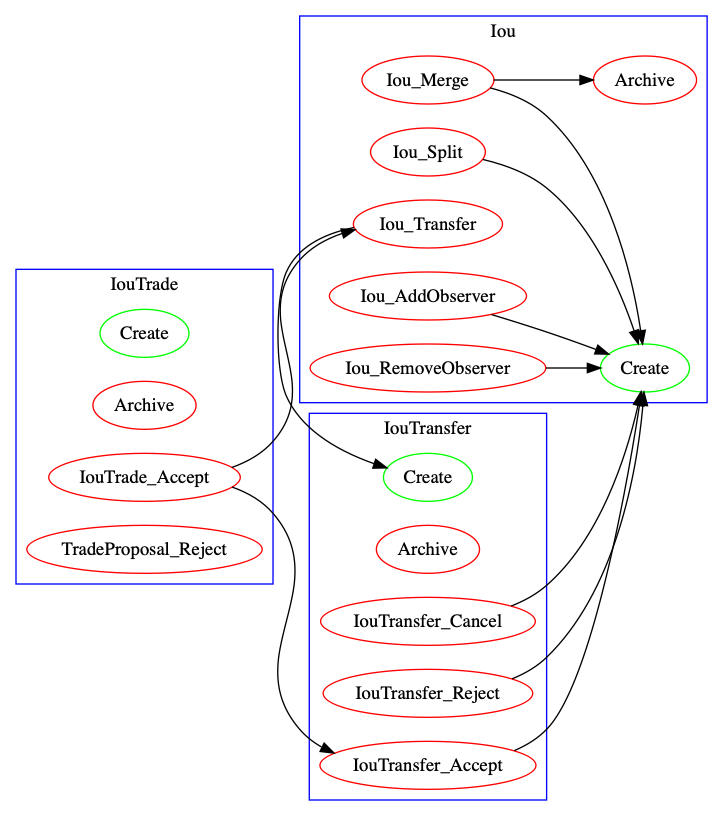 Iou
Iou_Merge
Archive
Iou_Split
Iou_Transfer
Iou_AddObserver
Iou_RemoveObserver
Create
IouTrade
Create
Archive
IouTrade_Accept
TradeProposal_Reject
IouTransfer
Create
Archive
IouTransfer_Cancel
IouTransfer_Reject
IouTransfer_Accept